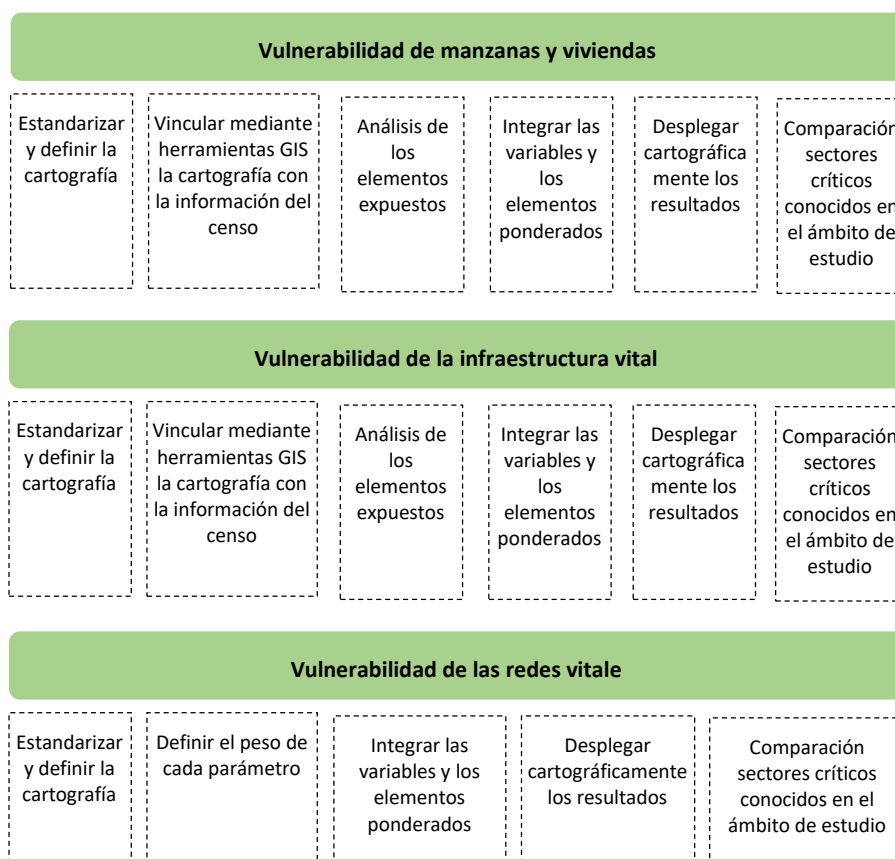 Vulnerabilidad de manzanas y viviendas
Estandarizar
y definir la
cartografía
Vincular mediante
herramientas GIS
la cartografía con
la información del
censo
Análisis de
los
elementos
expuestos
Integrar las
variables y
los
elementos
ponderados
Desplegar
cartográfica
mente los
resultados
Comparación
sectores
críticos
conocidos en
el ámbito de
estudio
Vulnerabilidad de la infraestructura vital
Estandarizar
y definir la
cartografía
Vincular mediante
herramientas GIS
la cartografía con
la información del
censo
Análisis de
los
elementos
expuestos
Integrar las
variables y
los
elementos
ponderados
Desplegar
cartográfica
mente los
resultados
Comparación
sectores
críticos
conocidos en
el ámbito de
estudio
Vulnerabilidad de las redes vitale
Estandarizar
y definir la
cartografía
Definir el peso de
cada parámetro
Integrar las
variables y los
elementos
ponderados
Desplegar
cartográficamente
los resultados
Comparación
sectores críticos
conocidos en el
ámbito de estudio